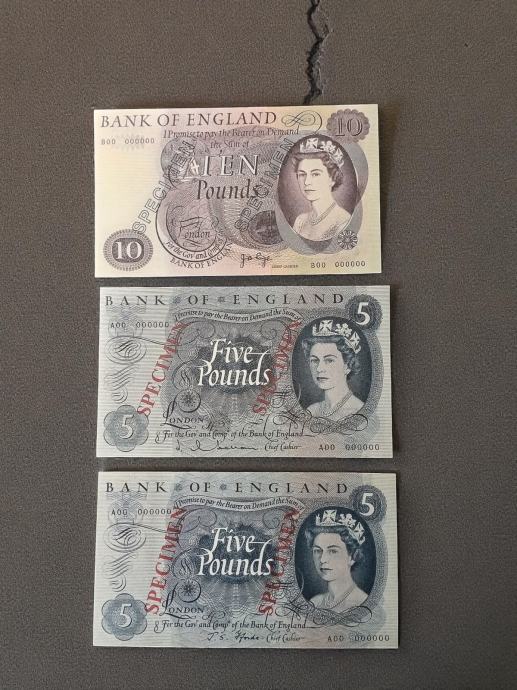 BANK OF ENGLAND
I Promise to pay the Bearer on Demand
B00 000000
the Sum of
10
SPECIMEN
TEN
SPECIMEN
Pounds
London
For the Gov and
10
BANK OF ENGLAND
CHIEF CASHIER
B00 000000
BANK OF ENGLAND
I Promise to pay the Bearer on Demand the Sum of
5
A00 000000
SPECIMEN
Five
SPECIMEN
Pounds
5
LONDON
For the Gov.r and Comp.a of the Bank of England
Chief Cashier
A00 000000
BANK OF ENGLAND
I Promise to pay the Bearer on Demand the Sum of
5
A00 000000
SPECIMEN
Five
SPECIMEN
Pounds
5
LONDON
For the Gov.r and Comp.a of the Bank of England
Chief Cashier
A00 000000